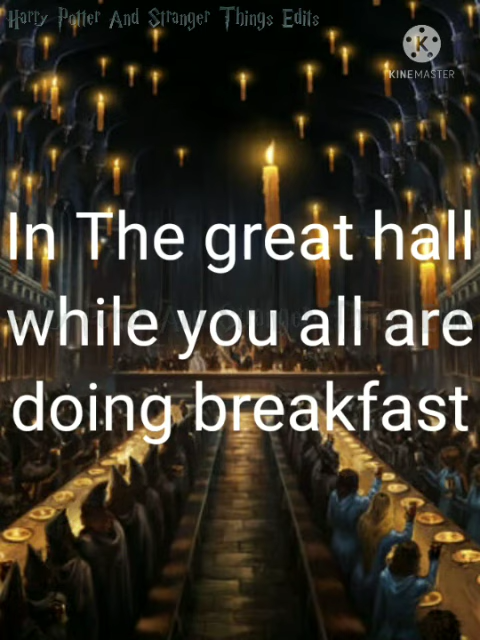 Harry Potter And Stranger Things Edits
K
KINEMASTER
In The great hall
while you all are
doing breakfast